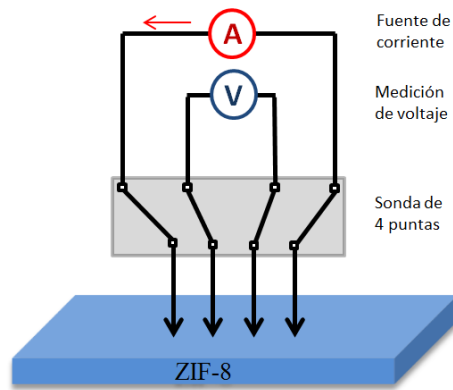 A
Fuente de
corriente
V
Medición
de voltaje
Sonda de
4 puntas
ZIF-8